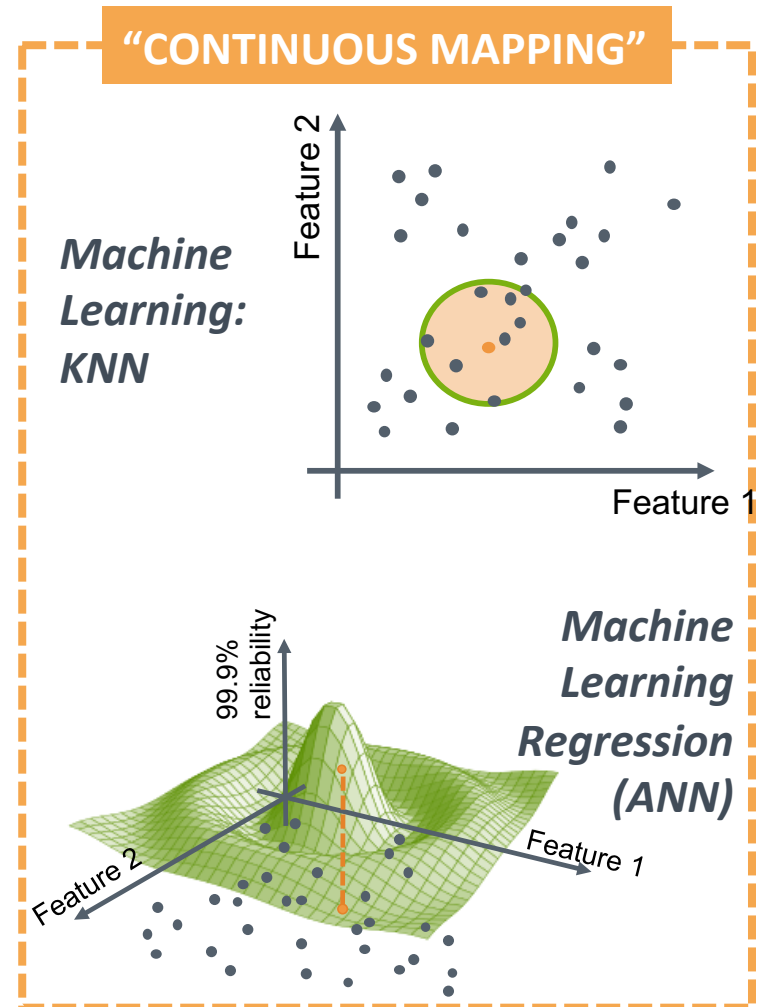 “CONTINUOUS MAPPING”
Feature 2
Machine
Learning:
KNN
Feature 1
99.9%
reliability
Machine
Learning
Regression
(ANN)
Feature 1
Feature 2